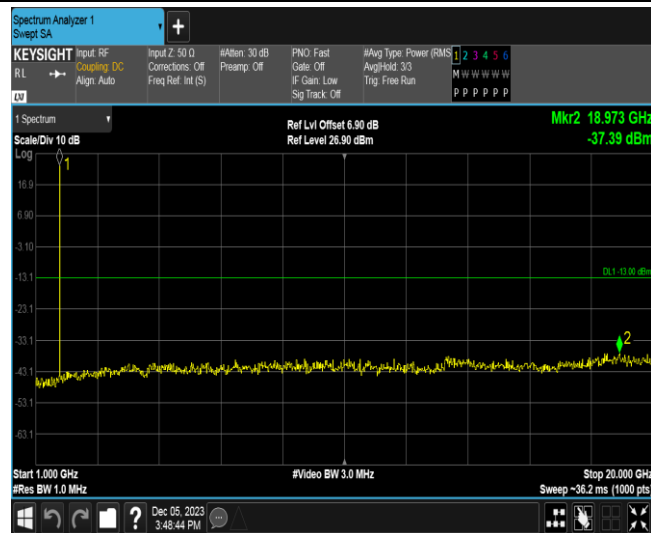 Spectrum Analyzer 1
Swept SA
+
KEYSIGHT
RL
LXI
Input: RF
Coupling: DC
Align: Auto
Input Z: 50 Ω
Corrections: Off
Freq Ref: Int (S)
#Atten: 30 dB
Preamp: Off
PNO: Fast
Gate: Off
IF Gain: Low
Sig Track: Off
#Avg Type: Power (RMS
Avg|Hold: 3/3
Trig: Free Run
1 2 3 4 5 6
M W W W W W
P P P P P P
1 Spectrum
Scale/Div 10 dB
Log
Ref Lvl Offset 6.90 dB
Ref Level 26.90 dBm
Mkr2 18.973 GHz
-37.39 dBm
1
16.9
6.90
-3.10
-13.1
DL1 -13.00 dBm
-23.1
-33.1
2
-43.1
-53.1
-63.1
Start 1.000 GHz
#Res BW 1.0 MHz
#Video BW 3.0 MHz
Stop 20.000 GHz
Sweep ~36.2 ms (1000 pts)
?
Dec 05, 2023
3:48:44 PM